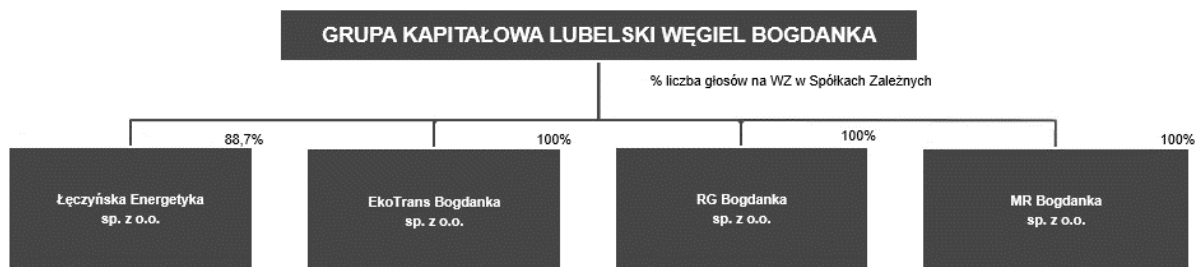 GRUPA KAPITAŁOWA LUBELSKI WĘGIEL BOGDANKA
% liczba głosów na WZ w Spółkach Zależnych
88,7%
100%
100%
100%
Łęczyńska Energetyka
sp. z o.o.
EkoTrans Bogdanka
sp. z o.o.
RG Bogdanka
sp. z o.o.
MR Bogdanka
sp. z o.o.